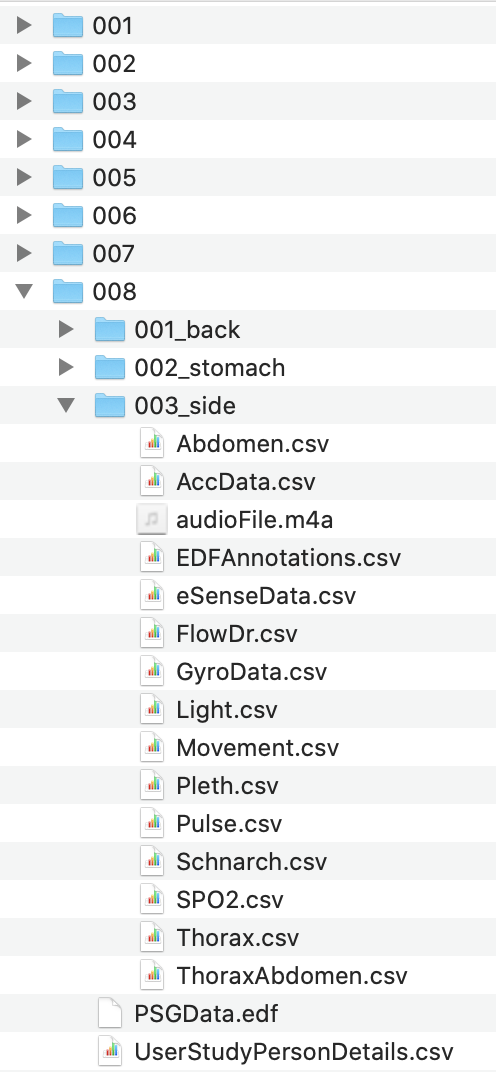 001
002
003
004
005
006
007
008
001_back
002_stomach
003_side
Abdomen.csv
AccData.csv
audioFile.m4a
EDFAnnotations.csv
eSenseData.csv
FlowDr.csv
GyroData.csv
Light.csv
Movement.csv
Pleth.csv
Pulse.csv
Schnarch.csv
SPO2.csv
Thorax.csv
ThoraxAbdomen.csv
PSGData.edf
UserStudyPersonDetails.csv